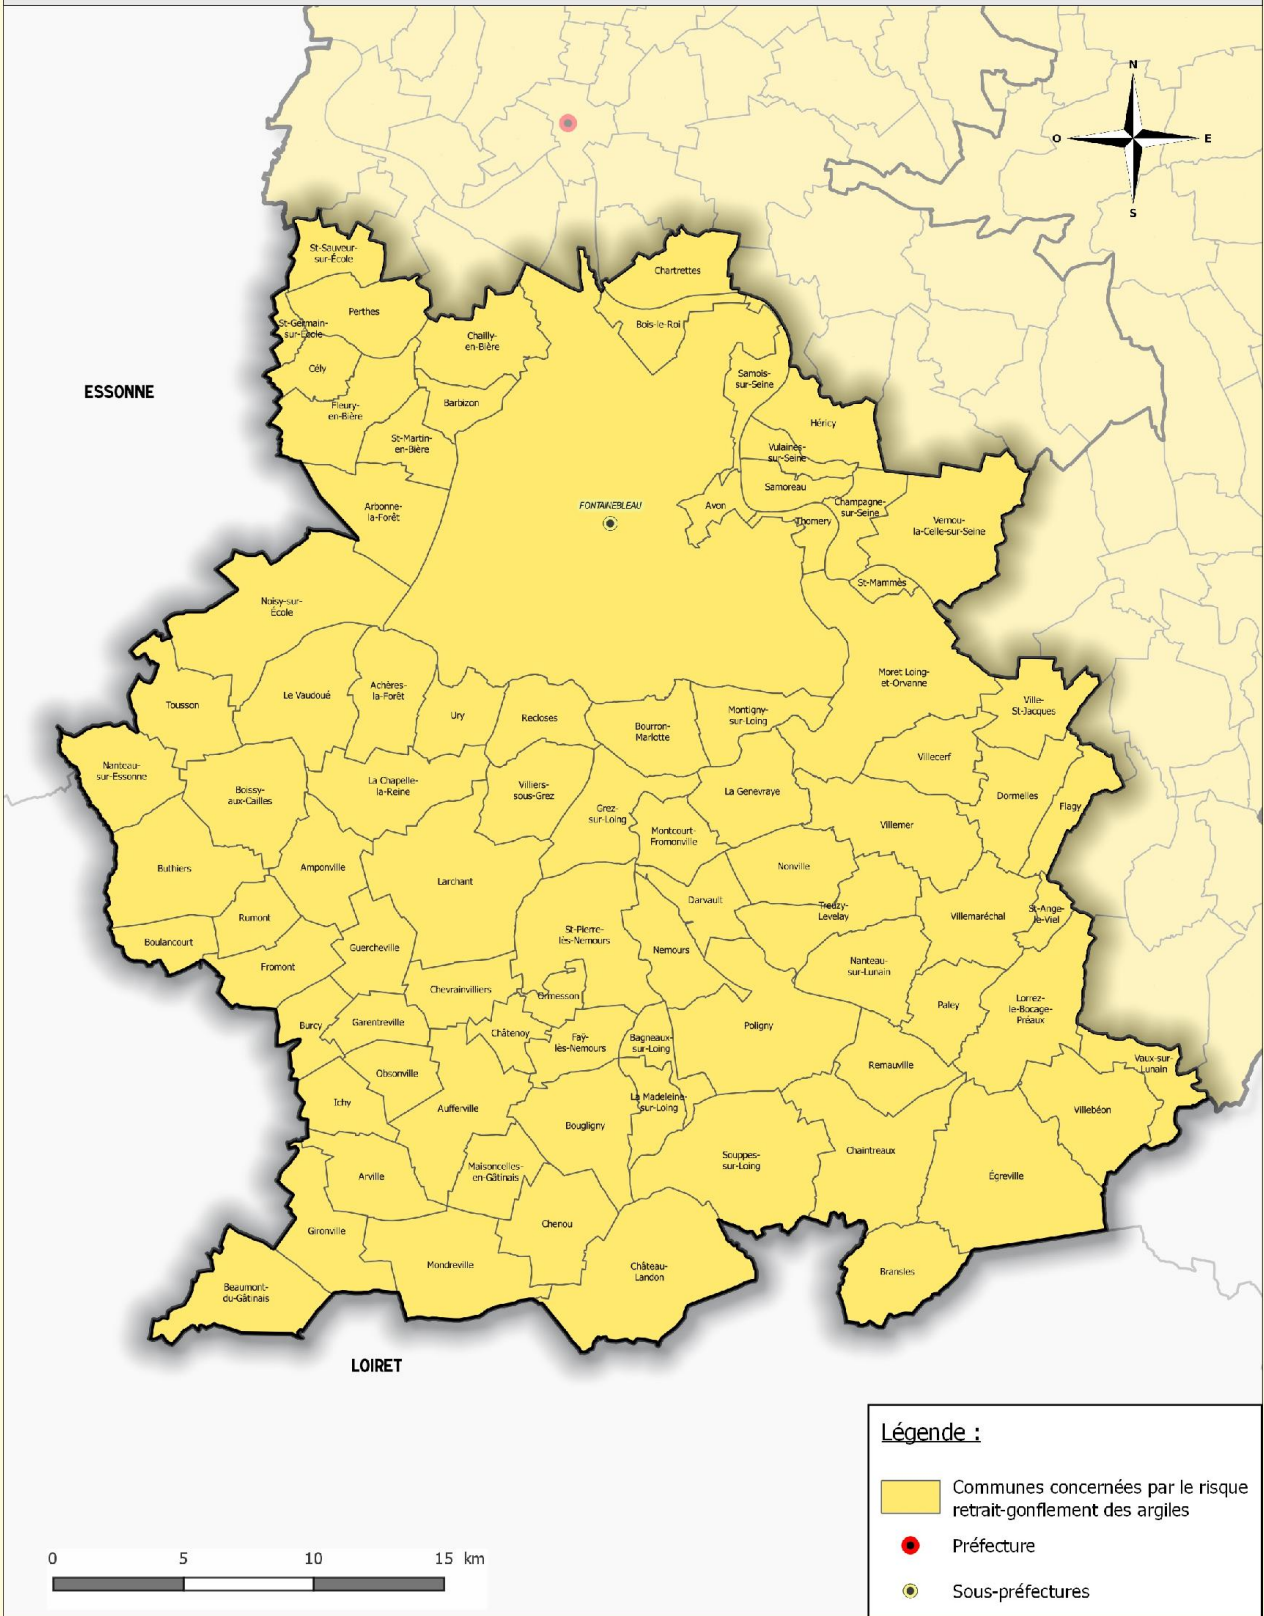 N
O
E
S
St-Sauveur-
sur-École
Chartrettes
Perthes
St-Germain-
sur-École
Bois-le-Roi
Chailly-
en-Bière
Cély
Samois-
sur-Seine
ESSONNE
Fleury-
en-Bière
Barbizon
Héricy
St-Martin-
en-Bière
Vulaines-
sur-Seine
Samoreau
Arbonne-
la-Forêt
FONTAINEBLEAU
Avon
Champagne-
sur-Seine
Thomery
Vernou-
la-Celle-sur-Seine
St-Mammès
Noisy-sur-
École
Moret Loing-
et-Orvanne
Le Vaudoué
Achères-
la-Forêt
Tousson
Ury
Recloses
Bourron-
Marlotte
Montigny-
sur-Loing
Ville-
St-Jacques
Villecerf
Nanteau-
sur-Essonne
Boissy-
aux-Cailles
La Chapelle-
la-Reine
Villiers-
sous-Grez
La Genevraye
Dormelles
Flagy
Grez-
sur-Loing
Montcourt-
Fromonville
Villemer
Buthiers
Amponville
Larchant
Nonville
Darvault
Treuzy-
Levelay
Villemaréchal
St-Ange-
le-Viel
Rumont
Boulancourt
Guercheville
St-Pierre-
lès-Nemours
Nemours
Fromont
Nanteau-
sur-Lunain
Chevrainvilliers
Ormesson
Paley
Lorrez-
le-Bocage-
Préaux
Burcy
Garentreville
Châtenoy
Faÿ-
lès-Nemours
Bagneaux-
sur-Loing
Poligny
Obsonville
Remauville
Vaux-sur-
Lunain
Ichy
Aufferville
La Madeleine-
sur-Loing
Villebéon
Bougligny
Arville
Maisoncelles-
en-Gâtinais
Souppes-
sur-Loing
Chaintreaux
Égreville
Gironville
Chenou
Mondreville
Château-
Landon
Bransles
Beaumont-
du-Gâtinais
LOIRET
Légende :
Communes concernées par le risque
retrait-gonflement des argiles
Préfecture
Sous-préfectures
0 5 10 15 km